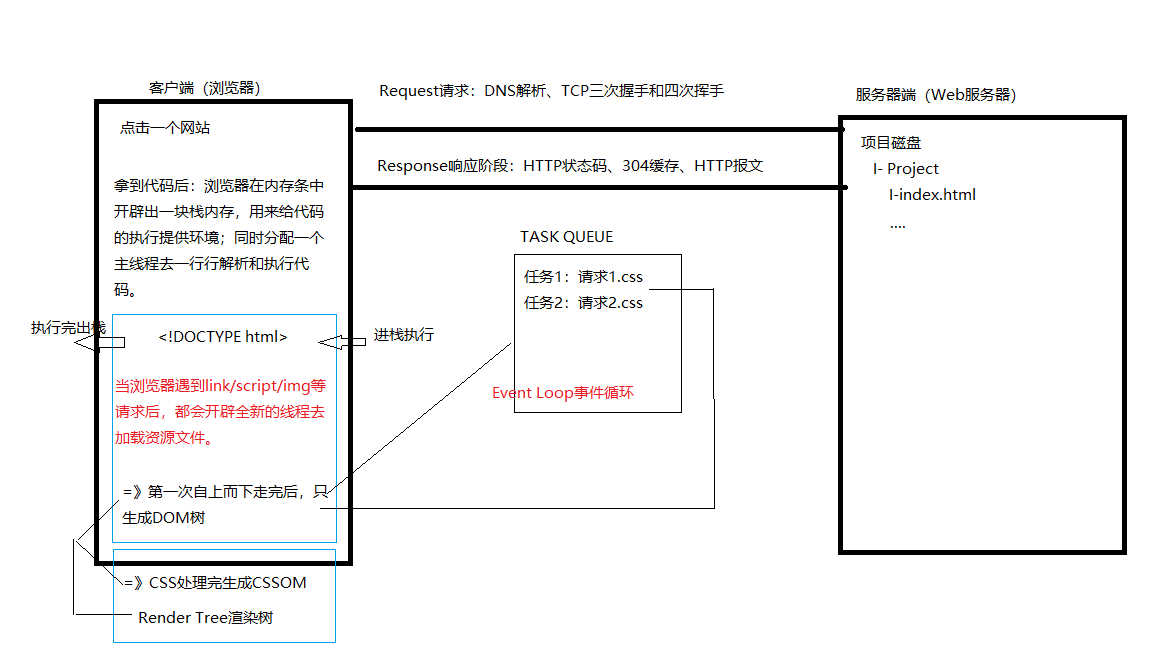 客户端（浏览器）
Request请求：DNS解析、TCP三次握手和四次挥手
服务器端（Web服务器）
点击一个网站
Response响应阶段：HTTP状态码、304缓存、HTTP报文
项目磁盘
I- Project
I-index.html
....
拿到代码后：浏览器在内存条中
开辟出一块栈内存，用来给代码
的执行提供环境；同时分配一个
主线程去一行行解析和执行代
码。
TASK QUEUE
任务1：请求1.css
任务2：请求2.css
Event Loop事件循环
执行完出栈
<!DOCTYPE html>
进栈执行
当浏览器遇到link/script/img等
请求后，都会开辟全新的线程去
加载资源文件。
=》第一次自上而下走完后，只
生成DOM树
=》CSS处理完生成CSSOM
Render Tree渲染树